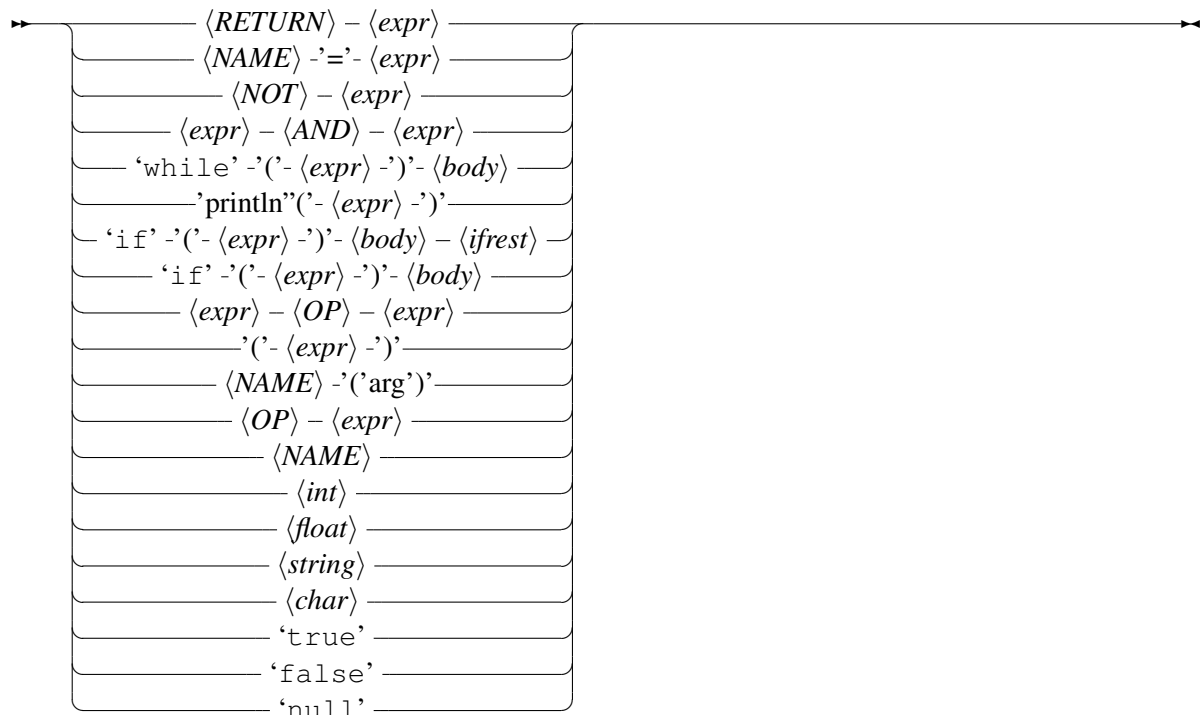 ⟨RETURN⟩ – ⟨expr⟩
⟨NAME⟩ -’=’- ⟨expr⟩
⟨NOT⟩ – ⟨expr⟩
⟨expr⟩ – ⟨AND⟩ – ⟨expr⟩
‘while’ -’(’- ⟨expr⟩ -’)’- ⟨body⟩
’println”(’- ⟨expr⟩ -’)’
‘if’ -’(’- ⟨expr⟩ -’)’- ⟨body⟩ – ⟨ifrest⟩
‘if’ -’(’- ⟨expr⟩ -’)’- ⟨body⟩
⟨expr⟩ – ⟨OP⟩ – ⟨expr⟩
’(’- ⟨expr⟩ -’)’
⟨NAME⟩ -’(’arg’)’
⟨OP⟩ – ⟨expr⟩
⟨NAME⟩
⟨int⟩
⟨float⟩
⟨string⟩
⟨char⟩
‘true’
‘false’
‘null’